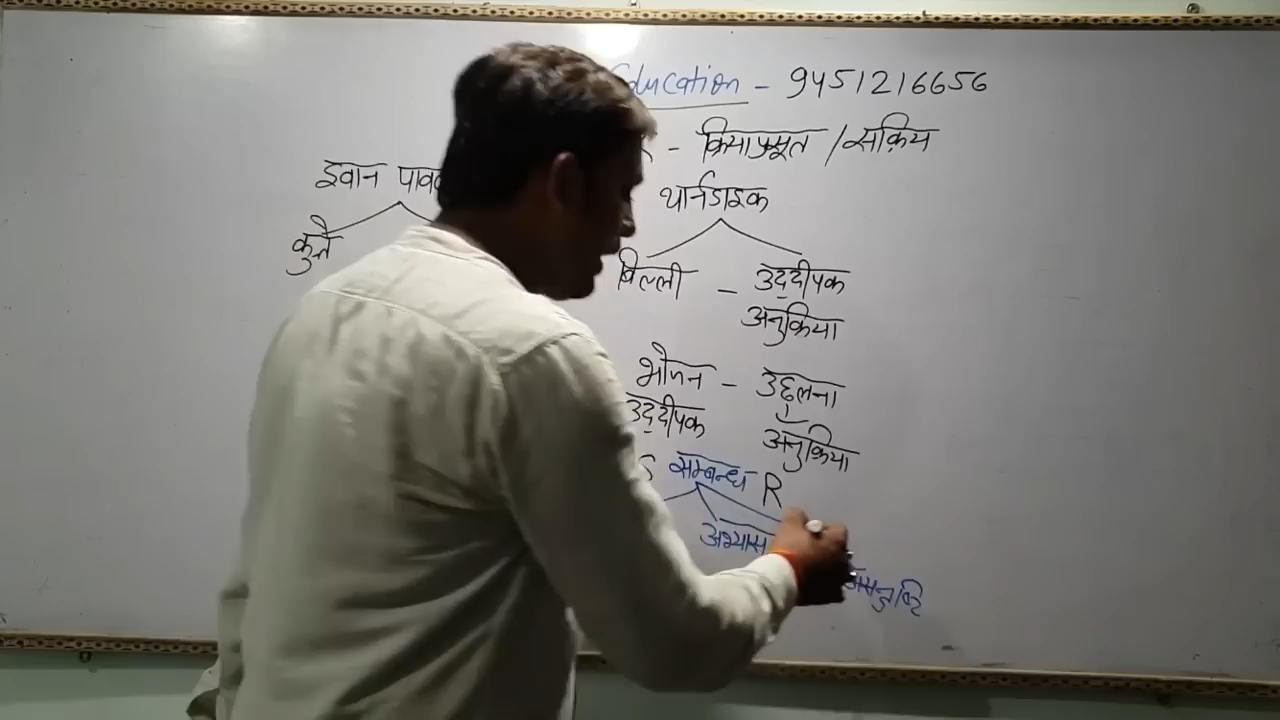 Education - 9451216656
R - क्रियाप्रसूत / सक्रिय
इवान पाव
थार्नडाइक
कुत्ते
बिल्ली - उद्दीपक
अनुक्रिया
भोजन - उछलना
उद्दीपक
अनुक्रिया
S सम्बन्ध R
अभ्यास